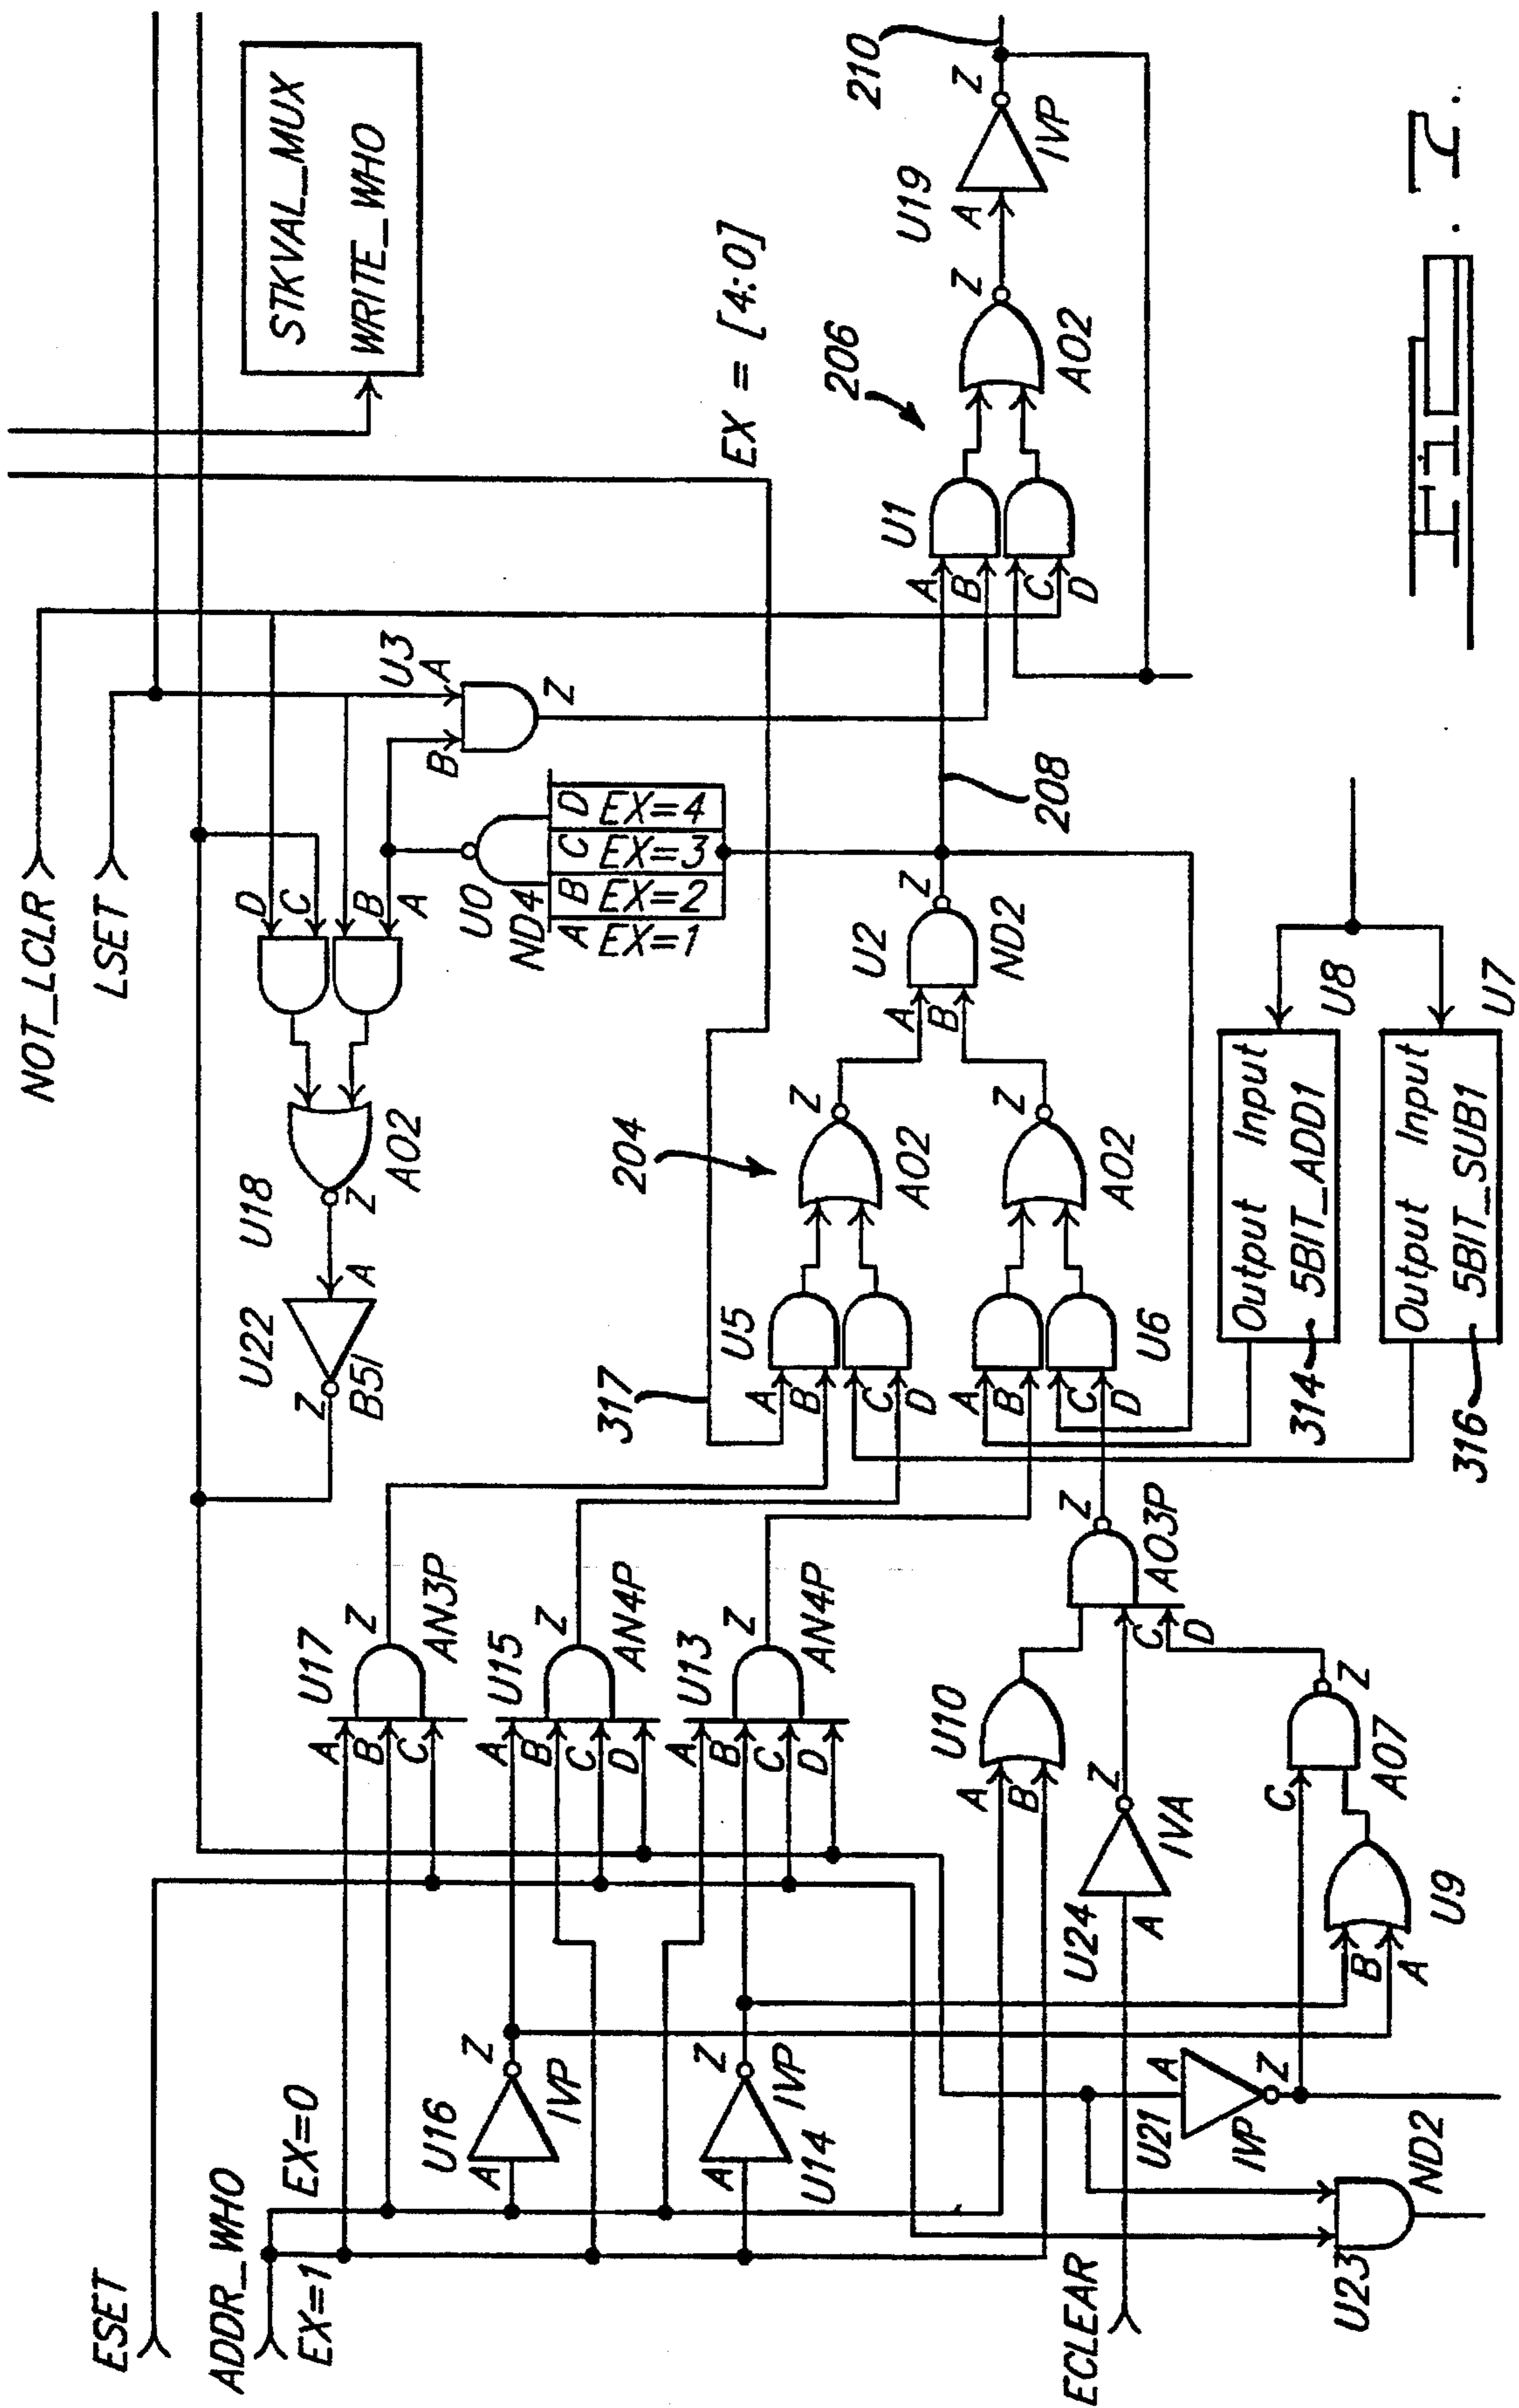 ESET
ADDR_WHO
EX=0
EX=1
ECLEAR
NOT_LCLR
LSET
STKVAL_MUX
WRITE_WHO
EX = [4:0]
U22
Z
A
B5I
U18
Z
AO2
D
C
B
A
U3
A
B
Z
U0
ND4
A
EX=1
B
EX=2
C
EX=3
D
EX=4
U17
A
B
C
Z
AN3P
U15
A
B
C
D
Z
AN4P
U13
A
B
C
D
Z
AN4P
U16
A
Z
IVP
U14
A
Z
IVP
317
U5
A
B
C
D
Z
AO2
204
A
B
C
D
U6
Z
AO2
U2
A
B
Z
ND2
208
U1
A
B
C
D
206
Z
AO2
U19
A
Z
IVP
210
U10
A
B
U24
A
Z
IVA
C
D
Z
AO3P
U9
B
A
C
Z
AO7
U21
A
Z
IVP
U23
ND2
Output Input
5BIT_ADD1
U8
314
Output Input
5BIT_SUB1
U7
316